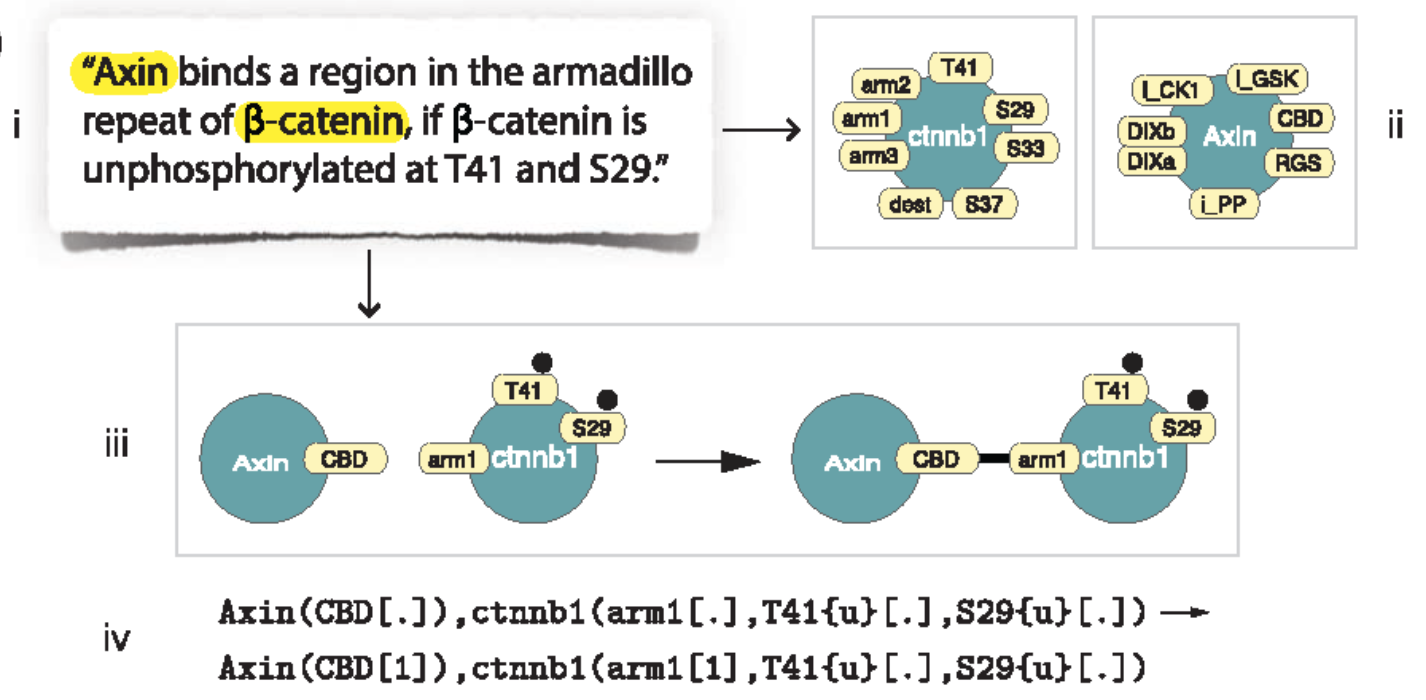 i
"Axin binds a region in the armadillo
repeat of β-catenin, if β-catenin is
unphosphorylated at T41 and S29."
T41
arm2
S29
arm1
ctnnb1
S33
arm3
dest
S37
I_GSK
I_CK1
CBD
DIXb
Axin
DIXa
RGS
i_PP
ii
iii
Axin
CBD
T41
S29
arm1
ctnnb1
Axin
CBD
arm1
T41
S29
ctnnb1
iv
Axin(CBD[.]),ctnnb1(arm1[.],T41{u}[.],S29{u}[.]) →
Axin(CBD[1]),ctnnb1(arm1[1],T41{u}[.],S29{u}[.])